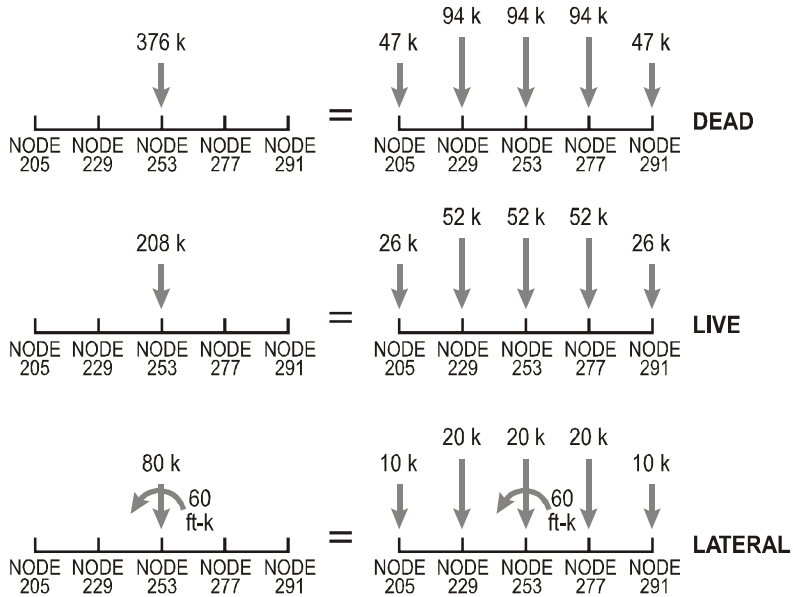 94 k 94 k 94 k
376 k 47 k 47 k
= DEAD
NODE NODE NODE NODE NODE NODE NODE NODE NODE NODE
205 229 253 277 291 205 229 253 277 291
52 k 52 k 52 k
208 k 26 k 26 k
= LIVE
NODE NODE NODE NODE NODE NODE NODE NODE NODE NODE
205 229 253 277 291 205 229 253 277 291
20 k 20 k 20 k
80 k 10 k 10 k
60 60
ft-k ft-k
= LATERAL
NODE NODE NODE NODE NODE NODE NODE NODE NODE NODE
205 229 253 277 291 205 229 253 277 291